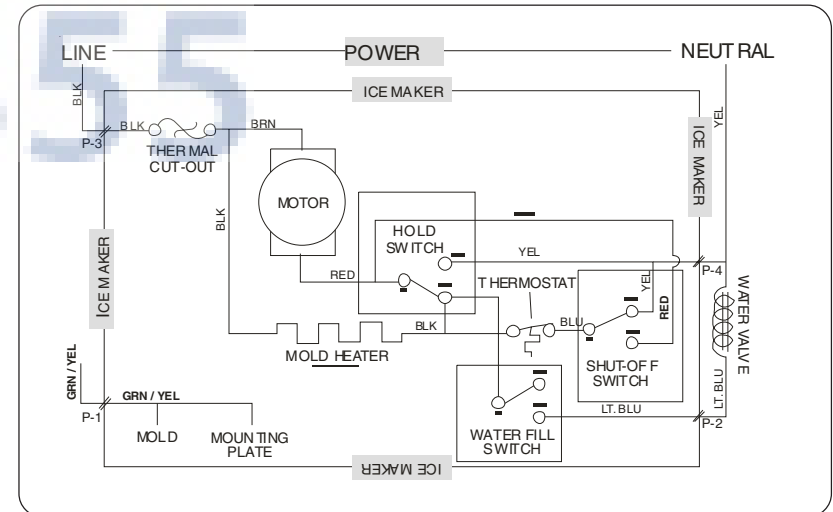 55
LINE POWER NEUTRAL
BLK
ICE MAKER
YEL
BLK
BRN
P-3
THERMAL
CUT-OUT
ICE MAKER
MOTOR
BLK
HOLD
SWITCH
YEL
P-4
ICE MAKER
RED
THERMOSTAT
YEL
RED
WATER VALVE
BLK
BLU
MOLD HEATER
SHUT-OFF
SWITCH
GRN / YEL
GRN / YEL
LT. BLU
LT. BLU
P-1
P-2
MOLD
MOUNTING
PLATE
WATER FILL
SWITCH
ICE MAKER